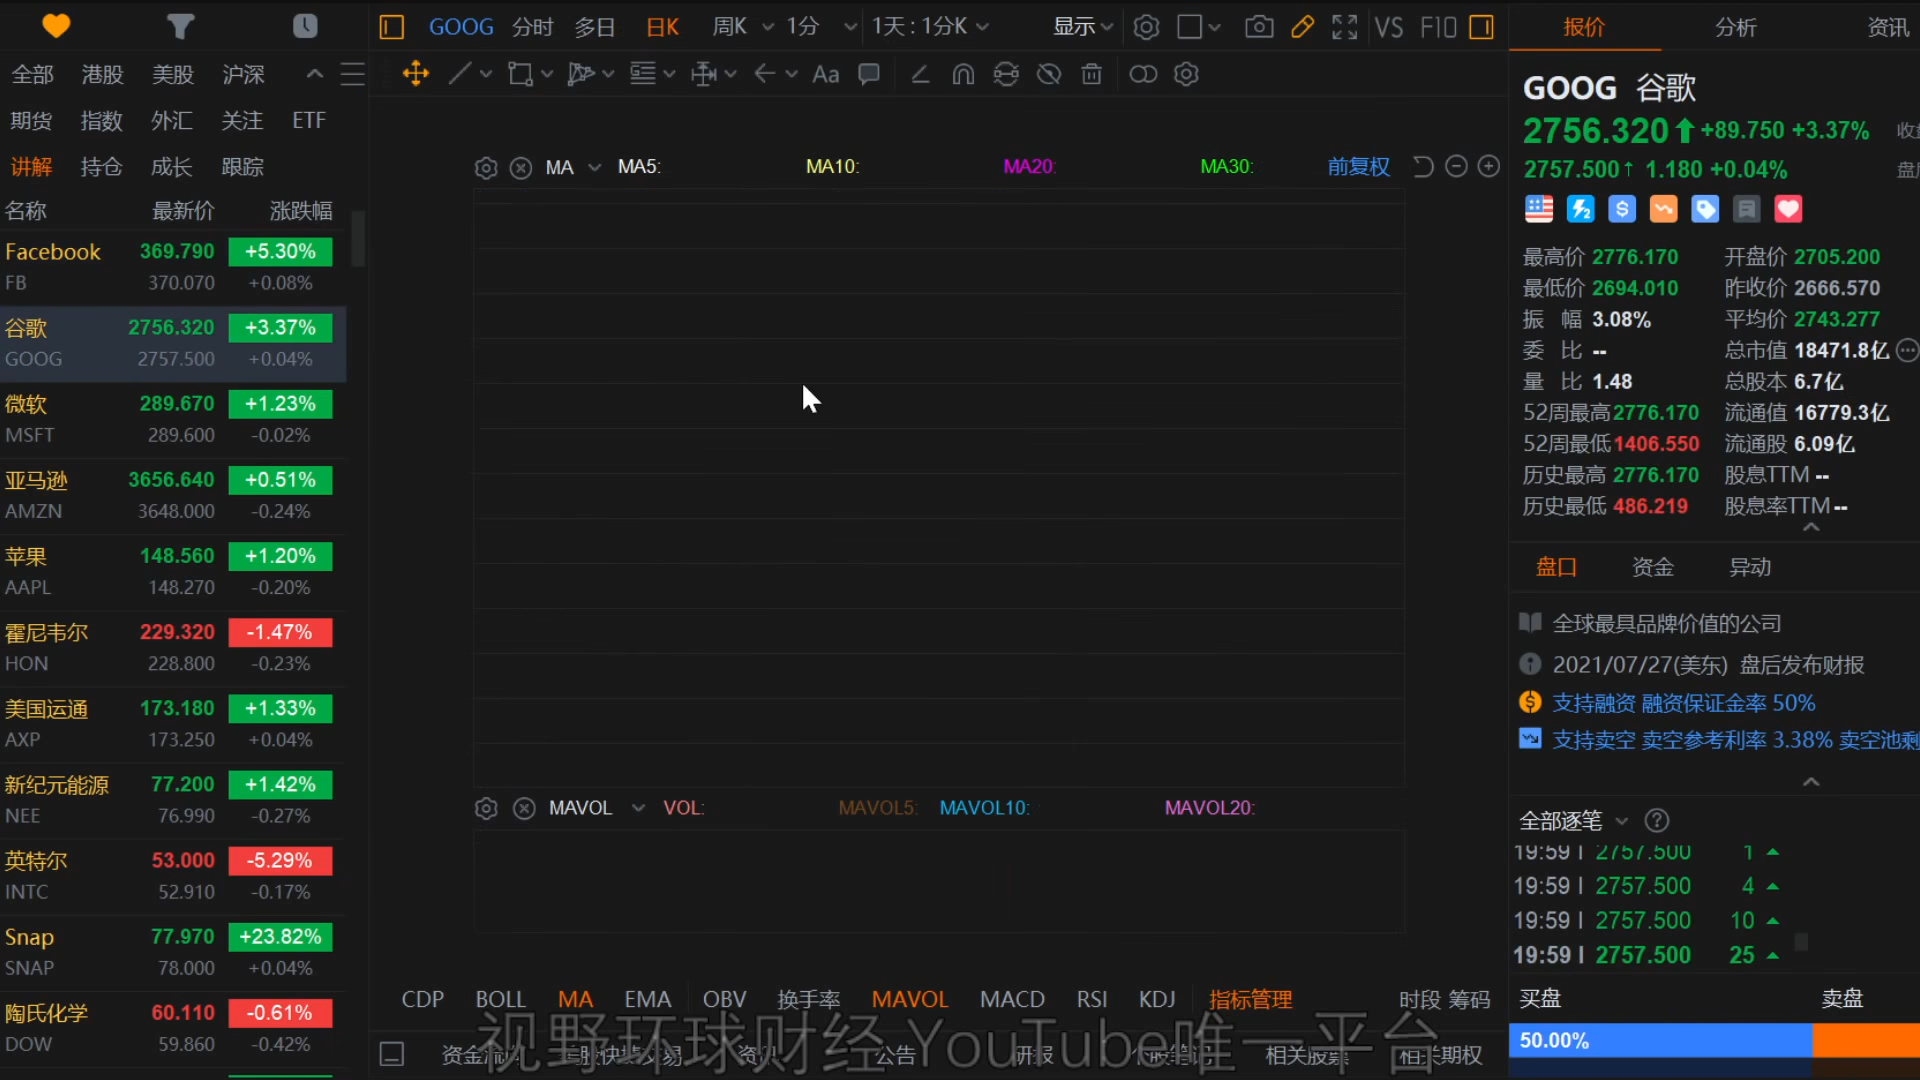 GOOG 分时 多日 日K 周K 1分 1天 : 1分K 显示 VS F10
Aa
全部 港股 美股 沪深
期货 指数 外汇 关注 ETF
讲解 持仓 成长 跟踪
名称 最新价 涨跌幅
Facebook 369.790 +5.30%
FB 370.070 +0.08%
谷歌 2756.320 +3.37%
GOOG 2757.500 +0.04%
微软 289.670 +1.23%
MSFT 289.600 -0.02%
亚马逊 3656.640 +0.51%
AMZN 3648.000 -0.24%
苹果 148.560 +1.20%
AAPL 148.270 -0.20%
霍尼韦尔 229.320 -1.47%
HON 228.800 -0.23%
美国运通 173.180 +1.33%
AXP 173.250 +0.04%
新纪元能源 77.200 +1.42%
NEE 76.990 -0.27%
英特尔 53.000 -5.29%
INTC 52.910 -0.17%
Snap 77.970 +23.82%
SNAP 78.000 +0.04%
陶氏化学 60.110 -0.61%
DOW 59.860 -0.42%
MA MA5: MA10: MA20: MA30: 前复权
MAVOL VOL: MAVOL5: MAVOL10: MAVOL20:
CDP BOLL MA EMA OBV 换手率 MAVOL MACD RSI KDJ 指标管理 时段 筹码
视野环球财经 YouTube唯一平台
公告 研报 相关股票 相关期权
报价 分析 资讯
GOOG 谷歌
2756.320 +89.750 +3.37%
2757.500↑ 1.180 +0.04%
最高价 2776.170 开盘价 2705.200
最低价 2694.010 昨收价 2666.570
振 幅 3.08% 平均价 2743.277
委 比 -- 总市值 18471.8亿
量 比 1.48 总股本 6.7亿
52周最高 2776.170 流通值 16779.3亿
52周最低 1406.550 流通股 6.09亿
历史最高 2776.170 股息TTM --
历史最低 486.219 股息率TTM --
盘口 资金 异动
全球最具品牌价值的公司
2021/07/27(美东) 盘后发布财报
支持融资 融资保证金率 50%
支持卖空 卖空参考利率 3.38% 卖空池剩
全部逐笔
19:59 I 2757.500 1
19:59 I 2757.500 4
19:59 I 2757.500 10
19:59 I 2757.500 25
买盘 卖盘
50.00%